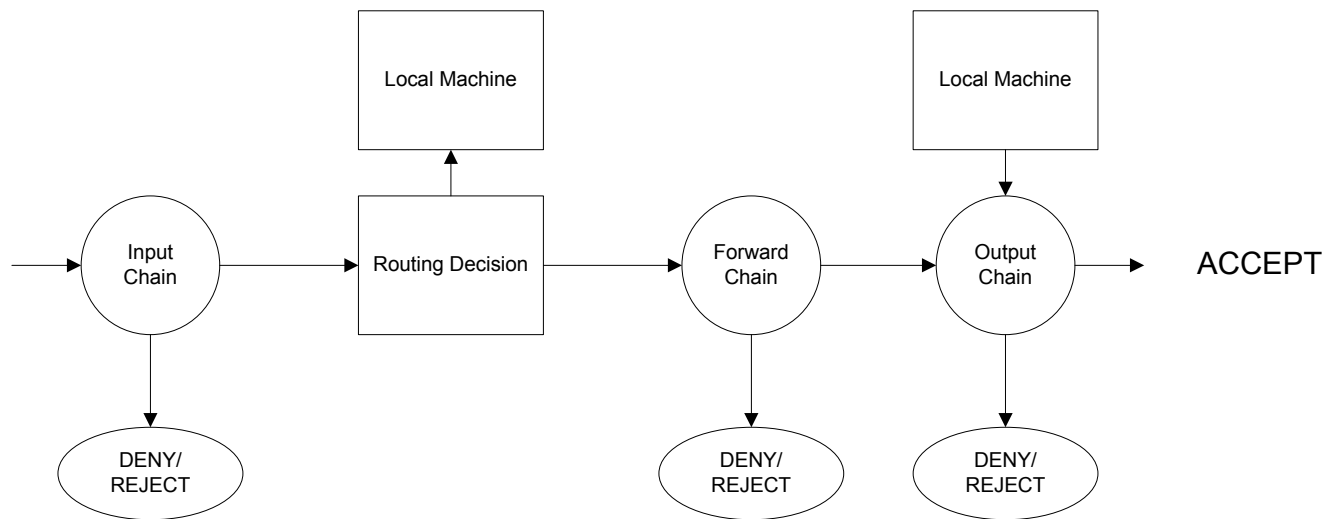 Local Machine
Local Machine
Input
Chain
Routing Decision
Forward
Chain
Output
Chain
ACCEPT
DENY/
REJECT
DENY/
REJECT
DENY/
REJECT